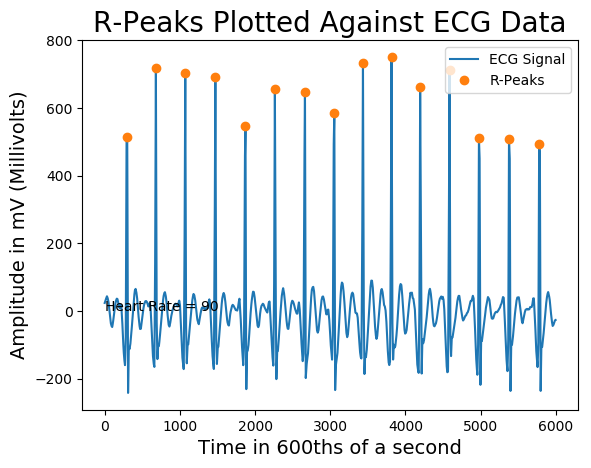 R-Peaks Plotted Against ECG Data
Amplitude in mV (Millivolts)
800
600
400
200
0
−200
ECG Signal
R-Peaks
Heart Rate = 90
0 1000 2000 3000 4000 5000 6000
Time in 600ths of a second